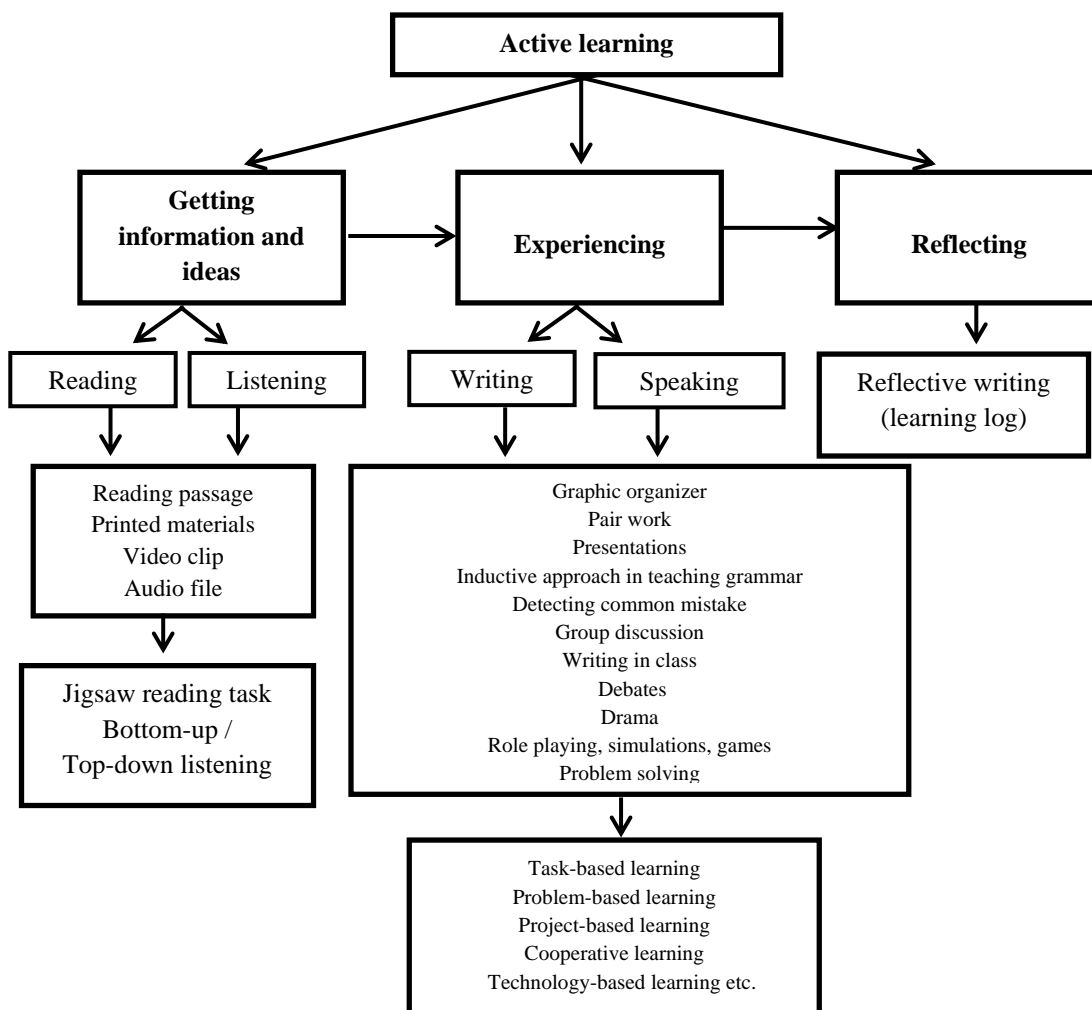 Active learning
Getting
information and
ideas
Experiencing
Reflecting
Reading
Listening
Writing
Speaking
Reflective writing
(learning log)
Reading passage
Printed materials
Video clip
Audio file
Graphic organizer
Pair work
Presentations
Inductive approach in teaching grammar
Detecting common mistake
Group discussion
Writing in class
Debates
Drama
Role playing, simulations, games
Problem solving
Jigsaw reading task
Bottom-up /
Top-down listening
Task-based learning
Problem-based learning
Project-based learning
Cooperative learning
Technology-based learning etc.